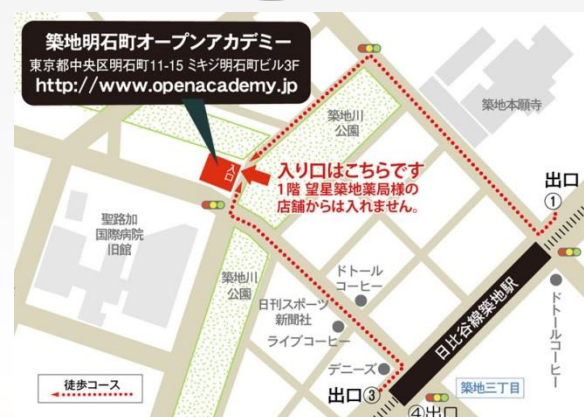 築地明石町オープンアカデミー
東京都中央区明石町11-15 ミキジ明石町ビル3F
http://www.openacademy.jp
築地川
公園
築地本願寺
入口
入り口はこちらです
1階 望星築地薬局様の
店舗からは入れません。
出口
①
聖路加
国際病院
旧館
築地川
公園
ドトール
コーヒー
日刊スポーツ
新聞社
ライブコーヒー
日比谷線築地駅
ドトールコーヒー
デニーズ
徒歩コース
出口③
築地三丁目
④出口